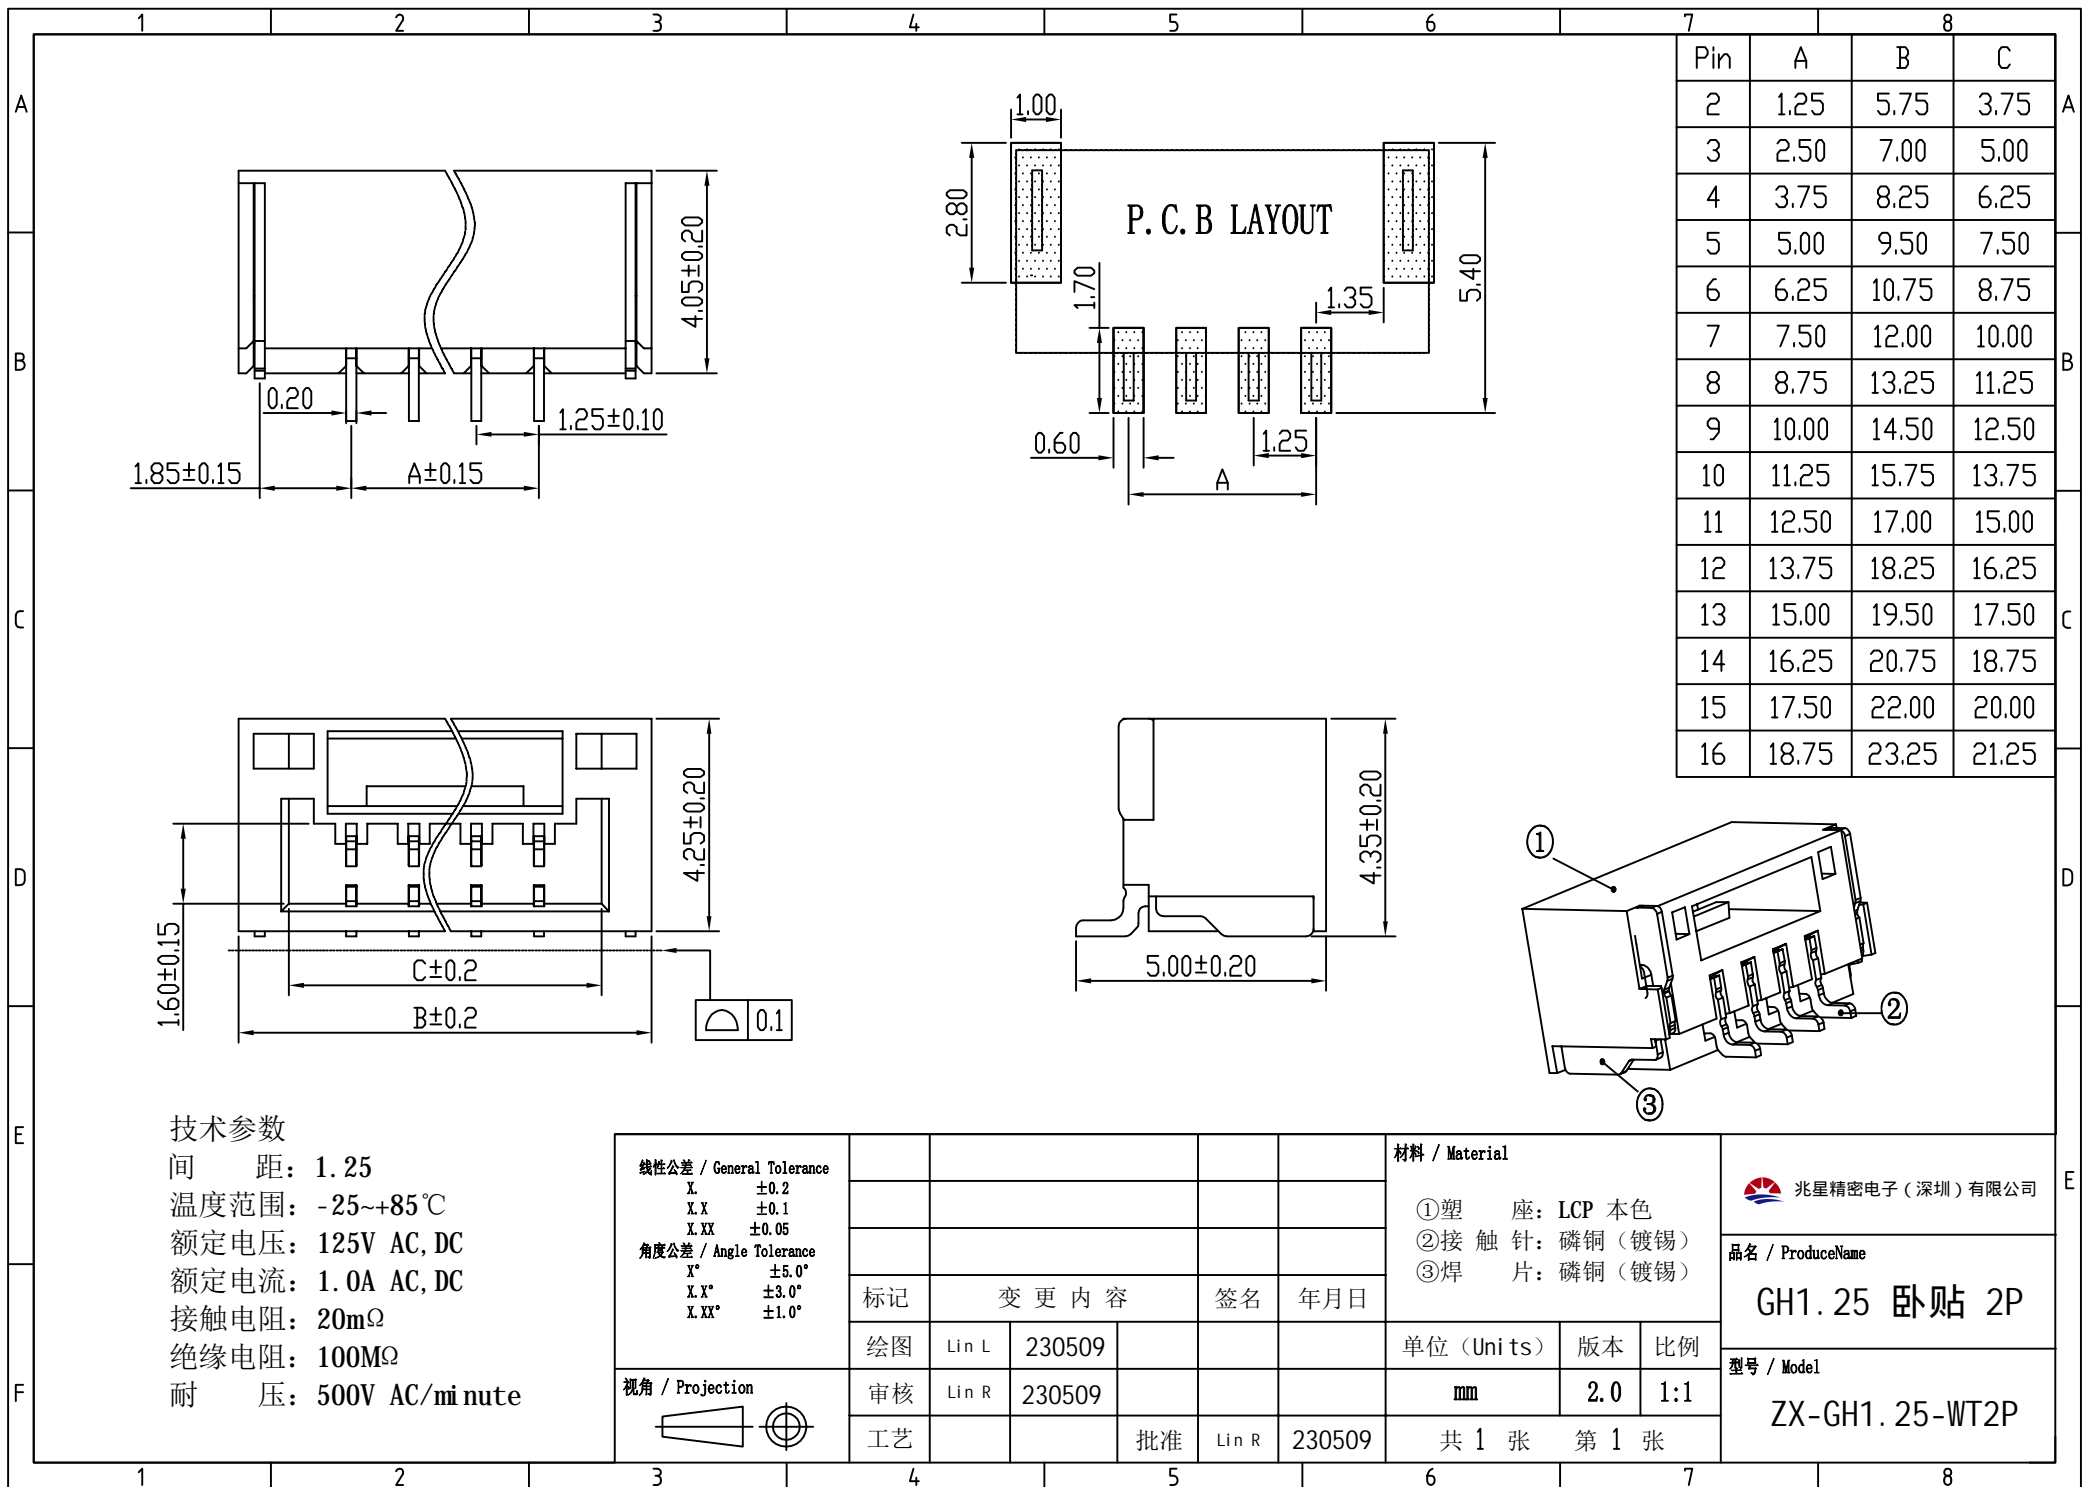 1 2 3 4 5 6 7 8
A
B
C
D
E
F
A
B
C
D
E
Pin A B C
2 1.25 5.75 3.75
3 2.50 7.00 5.00
4 3.75 8.25 6.25
5 5.00 9.50 7.50
6 6.25 10.75 8.75
7 7.50 12.00 10.00
8 8.75 13.25 11.25
9 10.00 14.50 12.50
10 11.25 15.75 13.75
11 12.50 17.00 15.00
12 13.75 18.25 16.25
13 15.00 19.50 17.50
14 16.25 20.75 18.75
15 17.50 22.00 20.00
16 18.75 23.25 21.25
4.05±0.20
0.20
1.25±0.10
1.85±0.15
A±0.15
1.00
2.80
P.C.B LAYOUT
1.70
1.35
5.40
0.60
1.25
A
4.25±0.20
1.60±0.15
C±0.2
B±0.2
0.1
4.35±0.20
5.00±0.20
①
②
③
技术参数
间 距: 1.25
温度范围: -25~+85℃
额定电压: 125V AC,DC
额定电流: 1.0A AC,DC
接触电阻: 20mΩ
绝缘电阻: 100MΩ
耐 压: 500V AC/minute
线性公差 / General Tolerance
X. ±0.2
X.X ±0.1
X.XX ±0.05
角度公差 / Angle Tolerance
X° ±5.0°
X.X° ±3.0°
X.XX° ±1.0°
视角 / Projection
标记 变更内容 签名 年月日
绘图 Lin L 230509
审核 Lin R 230509
工艺 批准 Lin R 230509
材料 / Material
①塑 座: LCP 本色
②接触针: 磷铜（镀锡）
③焊 片: 磷铜（镀锡）
单位（Units） 版本 比例
mm 2.0 1:1
共 1 张 第 1 张
兆星精密电子（深圳）有限公司
品名 / ProduceName
GH1.25 卧贴 2P
型号 / Model
ZX-GH1.25-WT2P
1 2 3 4 5 6 7 8